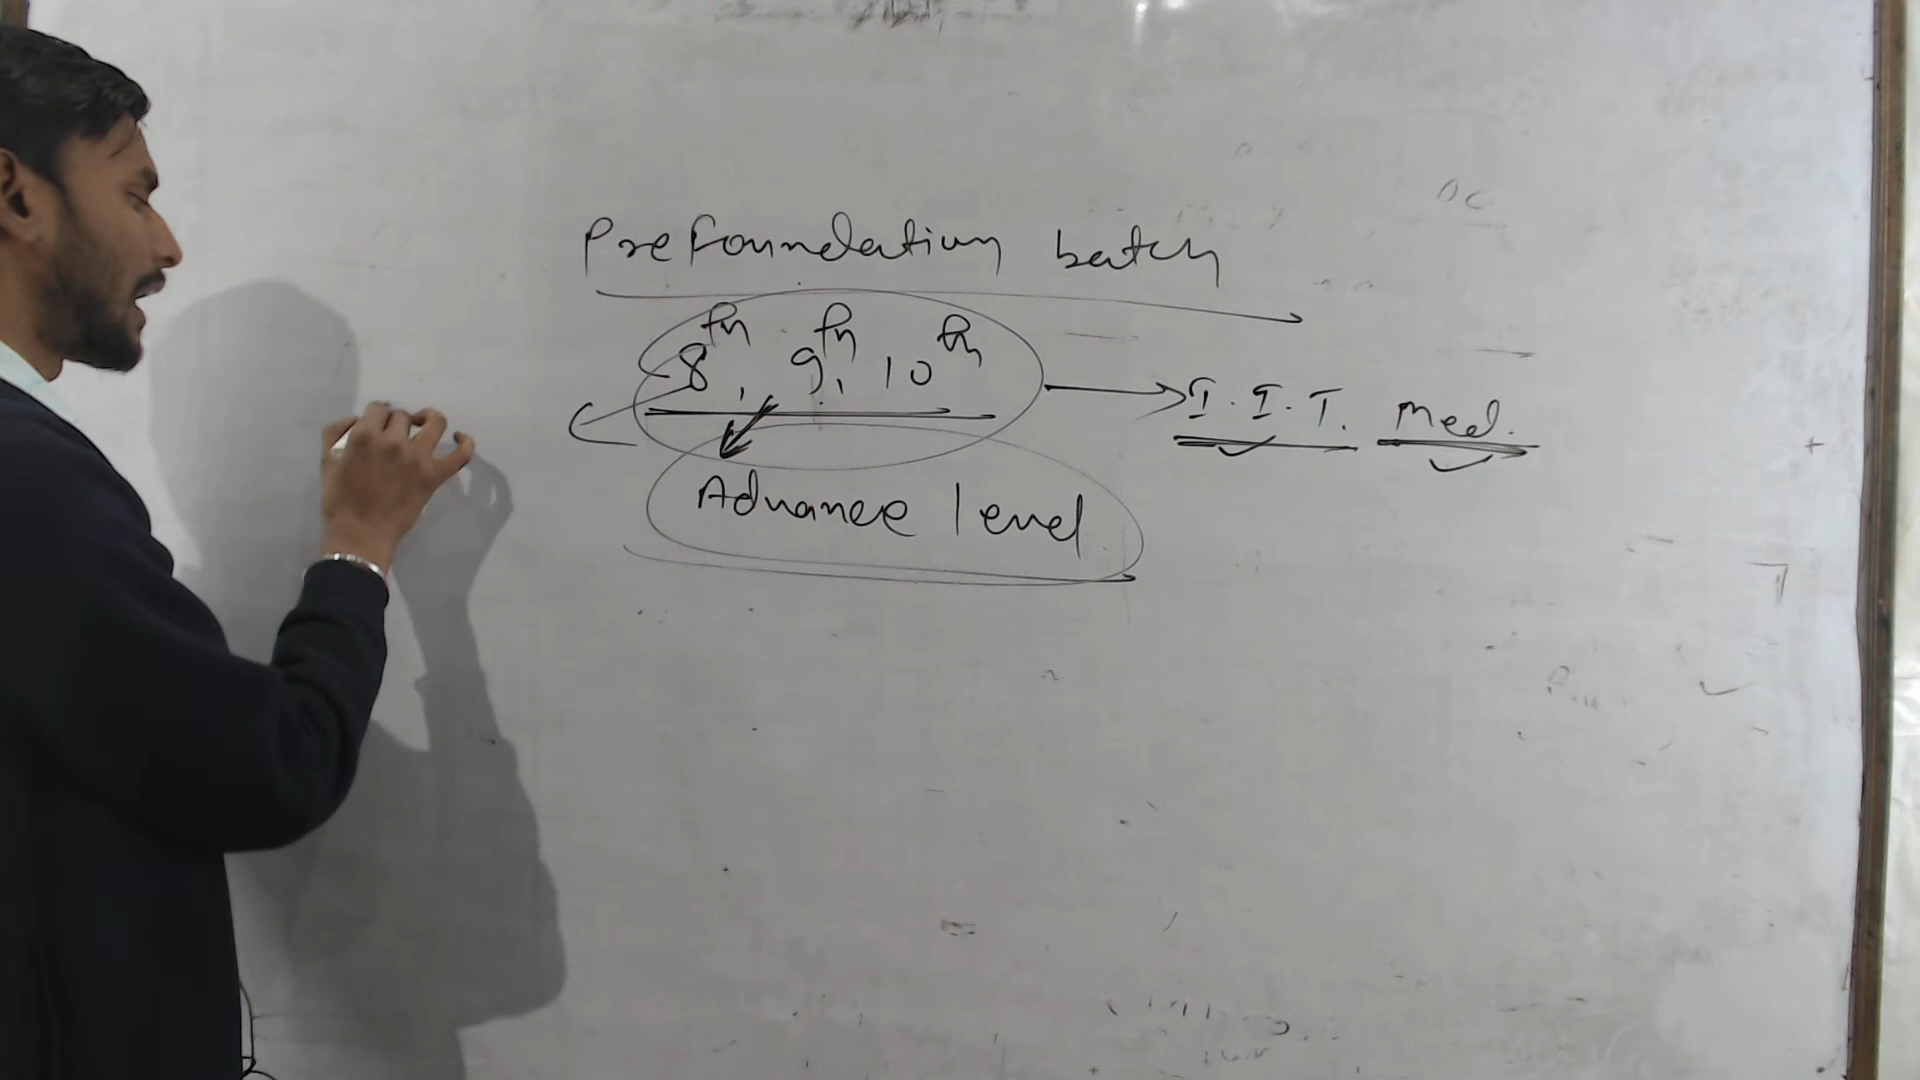 Prefoundation batch
8th, 9th, 10th
I.I.T. Med.
Advance level